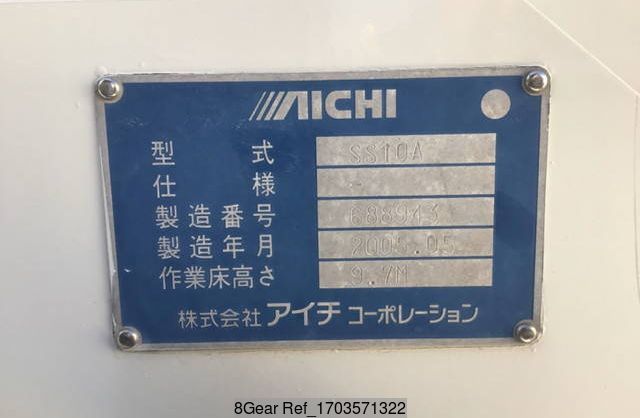 AICHI
型式 SS10A
仕様 -
製造番号 688943
製造年月 2005.05
作業床高さ 9.7M
株式会社 アイチ コーポレーション
8Gear Ref_1703571322